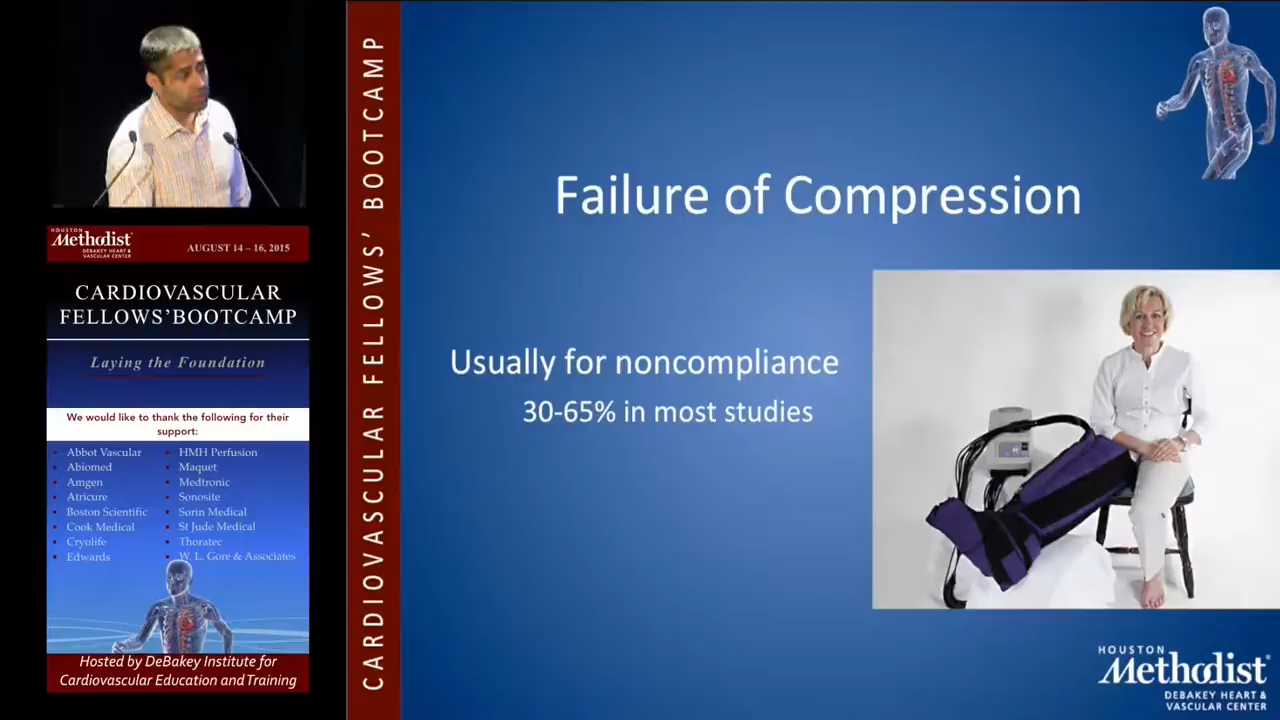 HOUSTON
Methodist
DEBAKEY HEART &
VASCULAR CENTER
AUGUST 14 – 16, 2015
CARDIOVASCULAR
FELLOWS'BOOTCAMP
Laying the Foundation
We would like to thank the following for their
support:
• Abbot Vascular
• Abiomed
• Amgen
• Atricure
• Boston Scientific
• Cook Medical
• Cryolife
• Edwards
• HMH Perfusion
• Maquet
• Medtronic
• Sonosite
• Sorin Medical
• St Jude Medical
• Thoratec
• W. L. Gore & Associates
Hosted by DeBakey Institute for
Cardiovascular Education and Training
CARDIOVASCULAR FELLOWS' BOOTCAMP
Failure of Compression
Usually for noncompliance
30-65% in most studies
HOUSTON
Methodist
DEBAKEY HEART &
VASCULAR CENTER